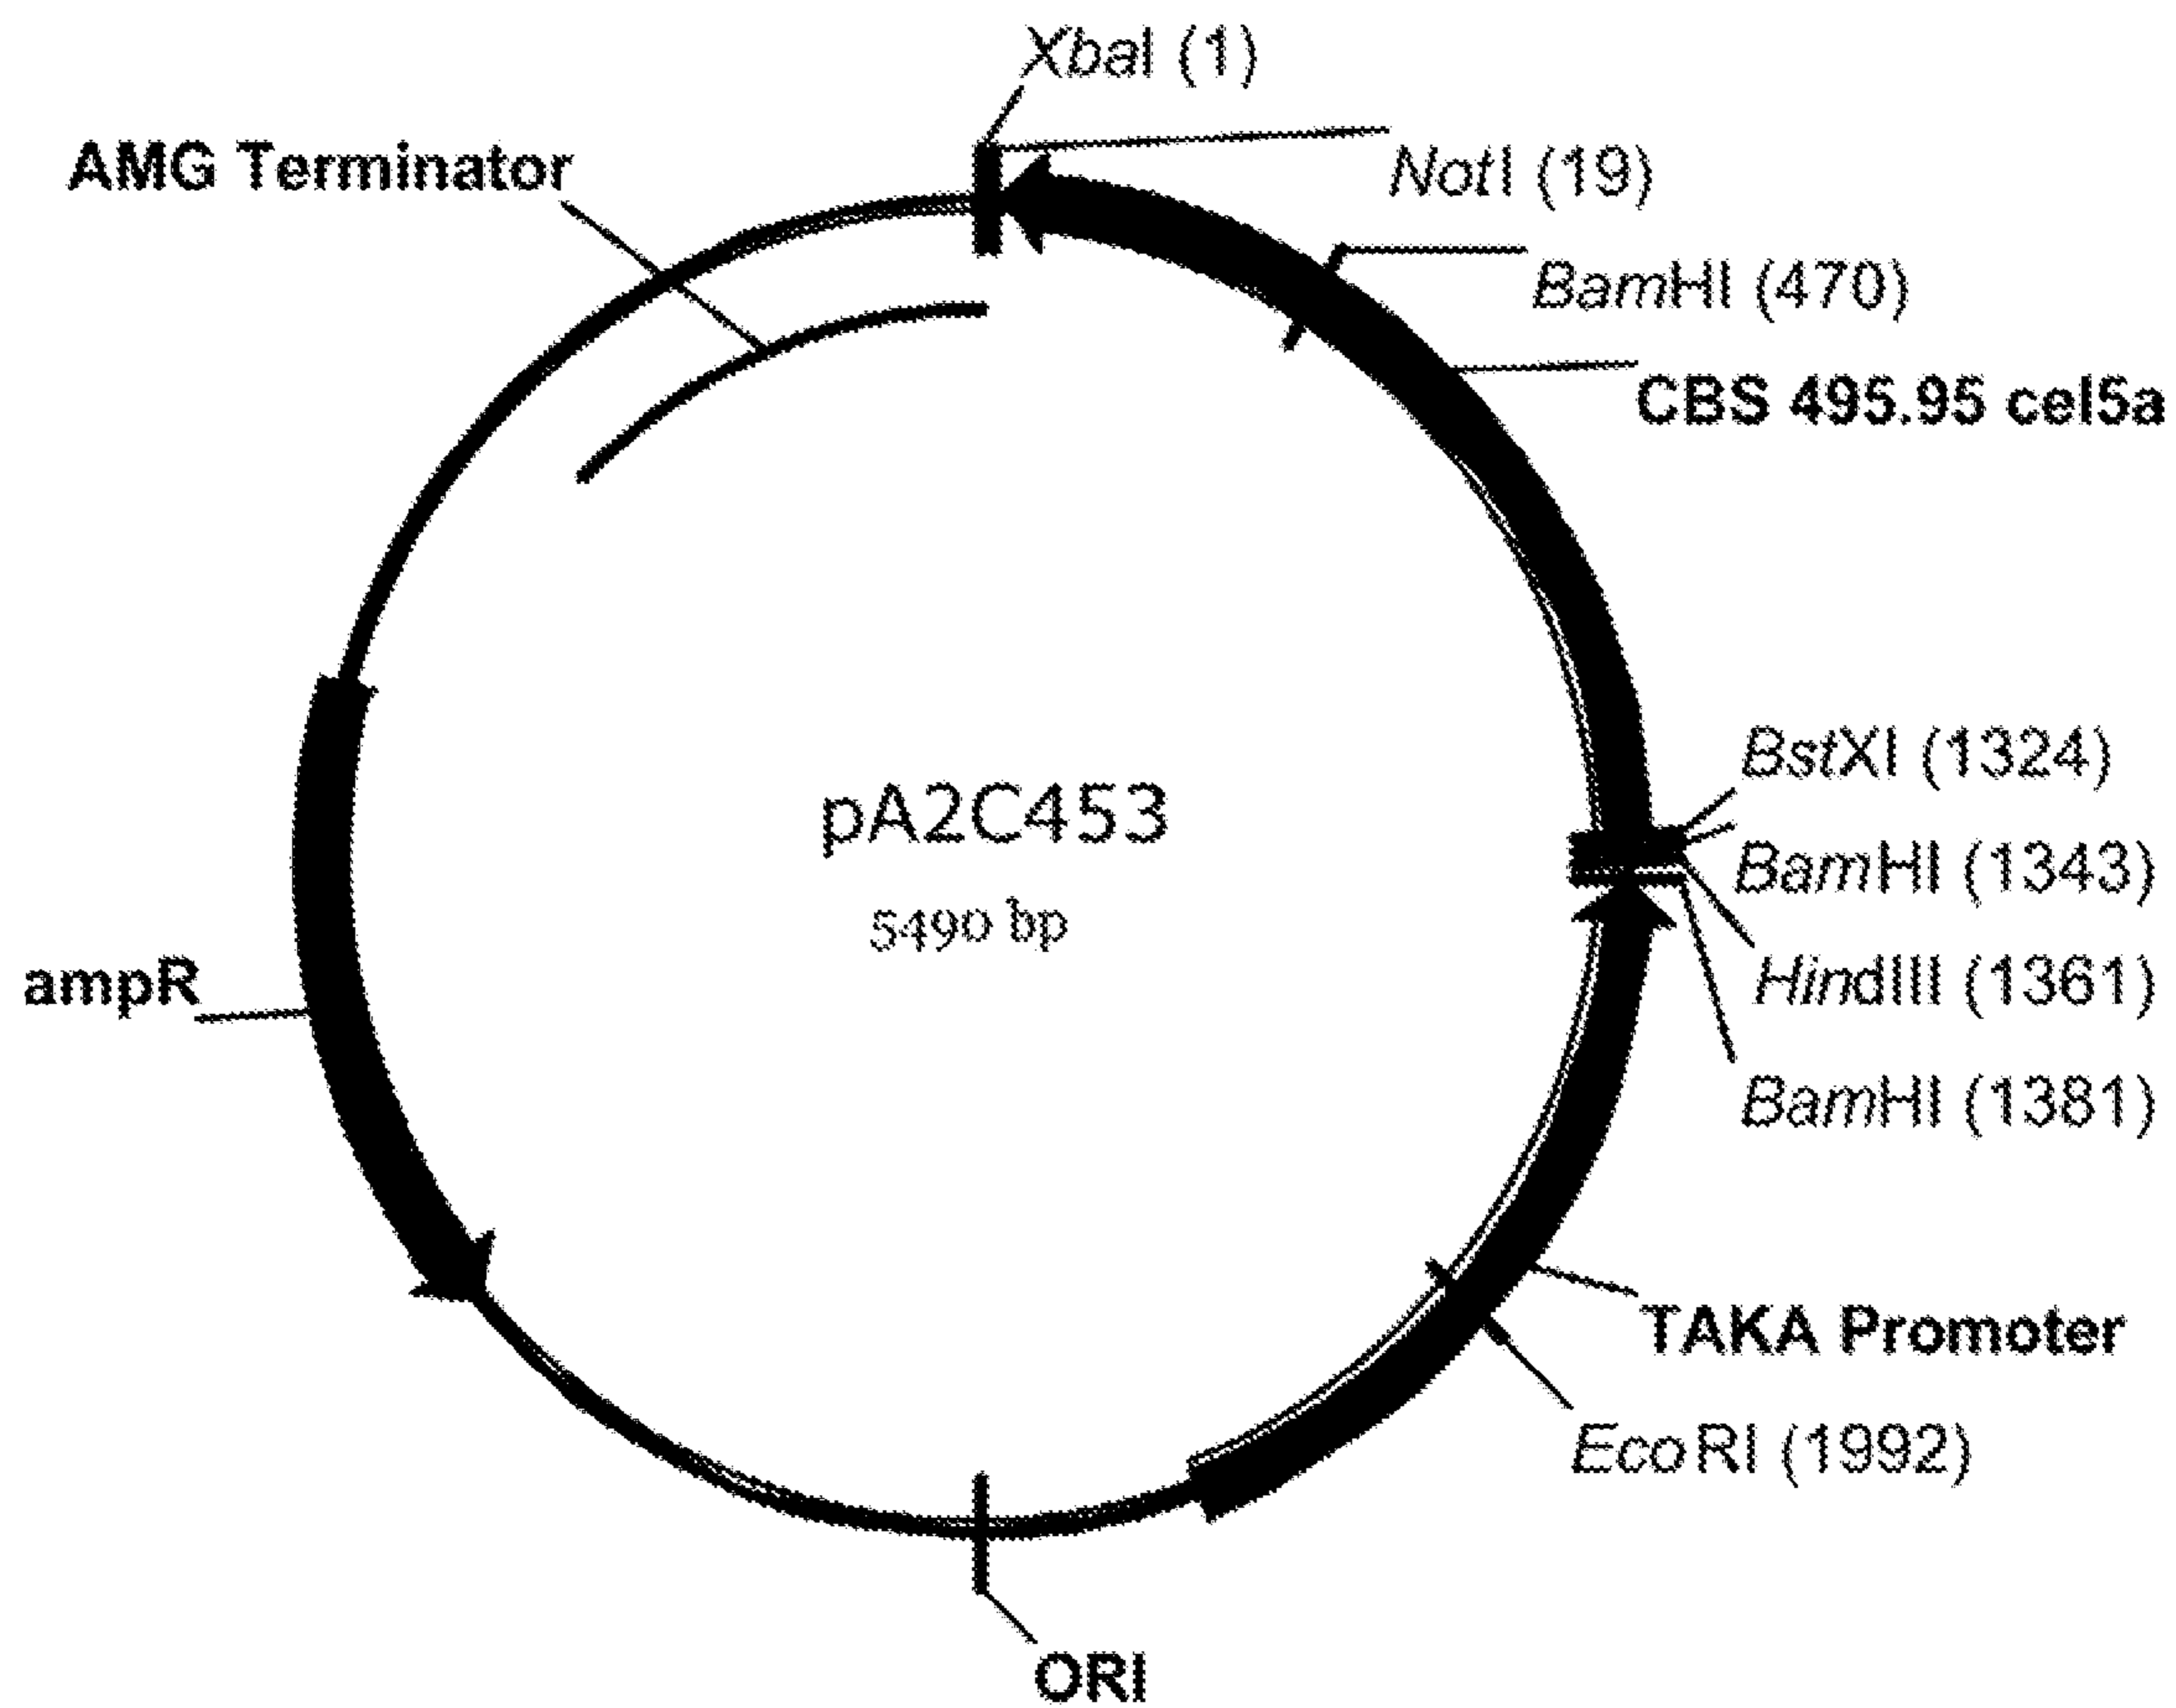 XbaI (1)
AMG Terminator
NotI (19)
BamHI (470)
CBS 495.95 cel5a
BstXI (1324)
pA2C453
BamHI (1343)
5490 bp
ampR
HindIII (1361)
BamHI (1381)
TAKA Promoter
EcoRI (1992)
ORI